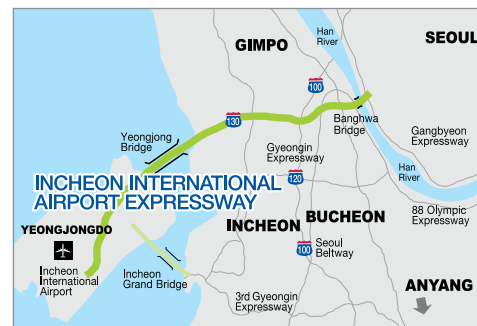 GIMPO
Han
River
SEOUL
100
130
Banghwa
Bridge
Yeongjong
Bridge
Gyeongin
Expressway
Gangbyeon
Expressway
120
Han
River
INCHEON INTERNATIONAL
AIRPORT EXPRESSWAY
YEONGJONGDO
INCHEON
BUCHEON
88 Olympic
Expressway
Incheon
International
Airport
Incheon
Grand Bridge
100
Seoul
Beltway
3rd Gyeongin
Expressway
ANYANG